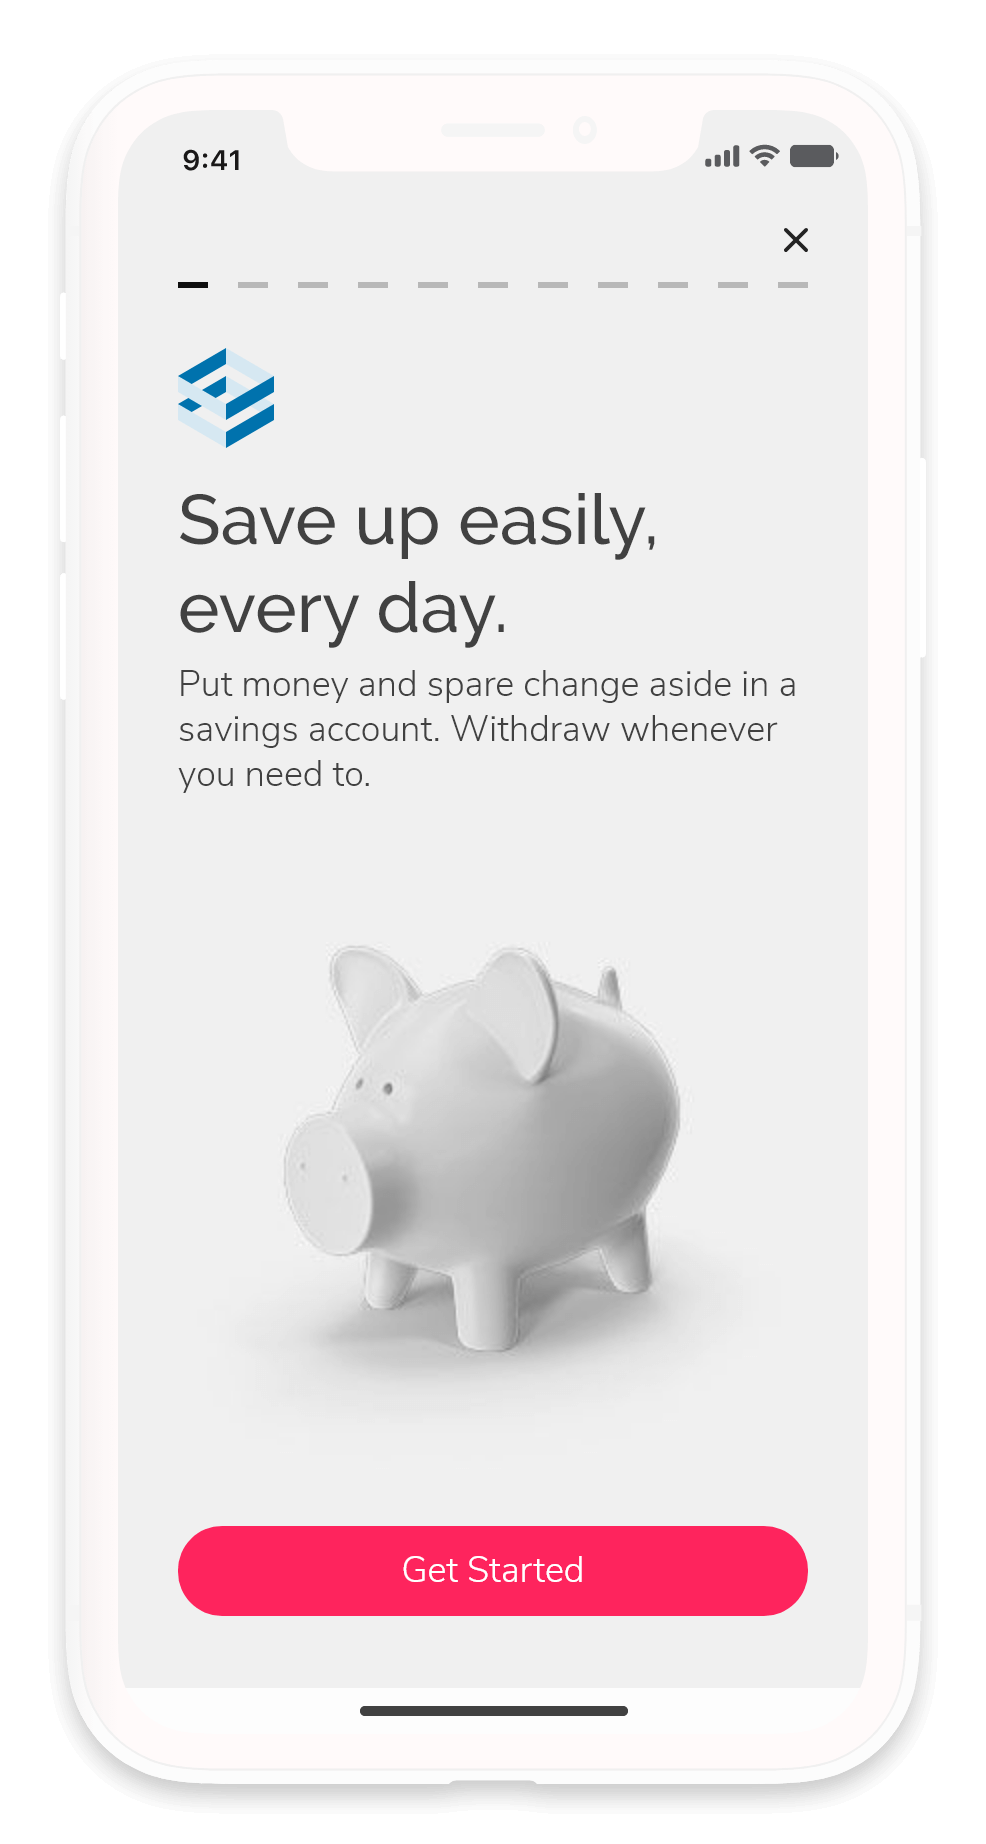 9:41
Save up easily,
every day.
Put money and spare change aside in a
savings account. Withdraw whenever
you need to.
Get Started